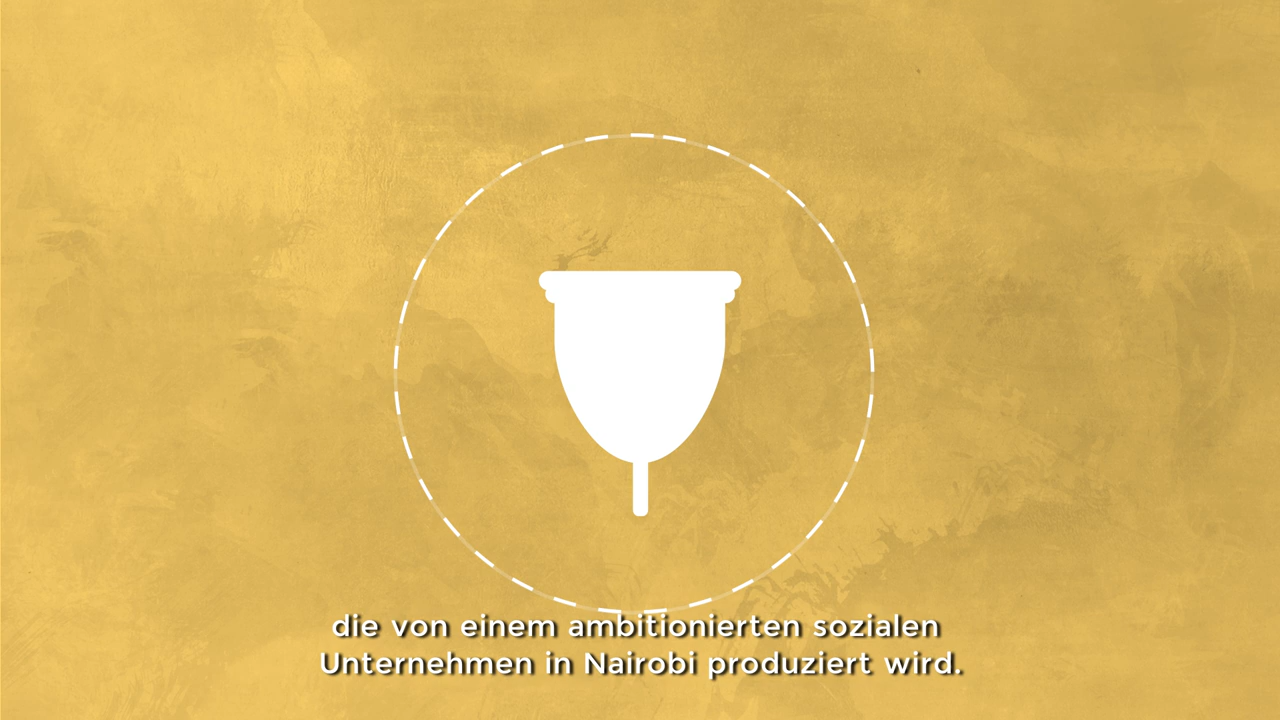 die von einem ambitionierten sozialen
Unternehmen in Nairobi produziert wird.